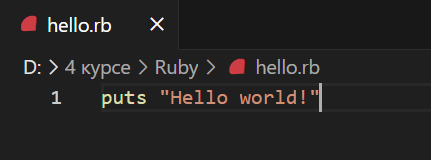 hello.rb
D: > 4 курсе > Ruby > hello.rb
1 puts "Hello world!"